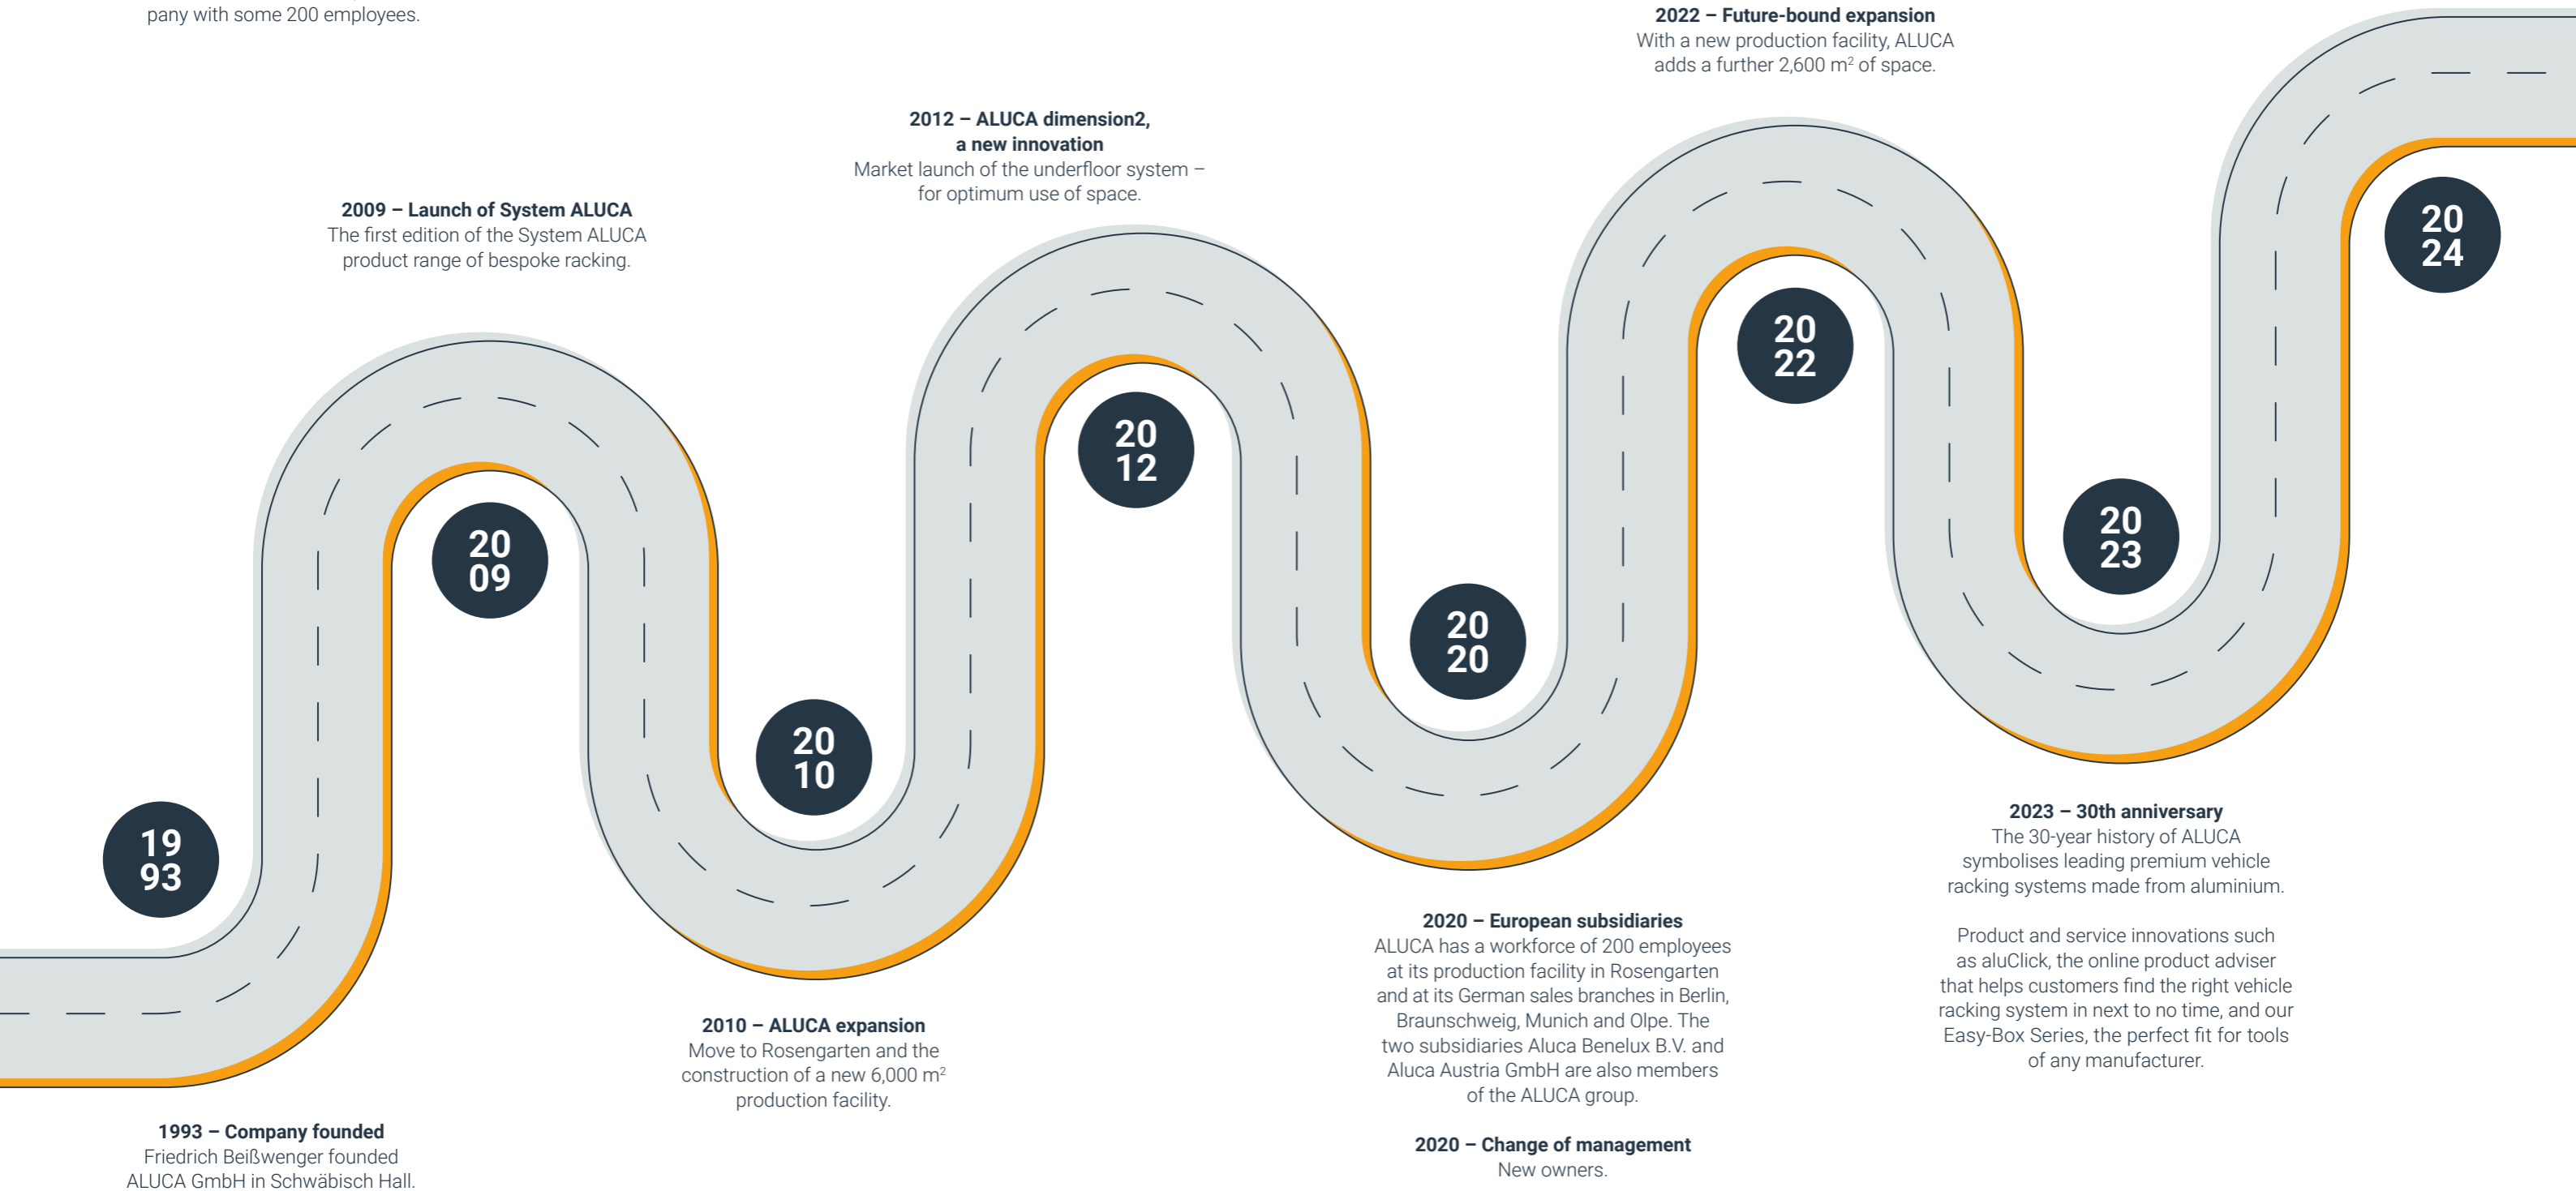 pany with some 200 employees.
2022 – Future-bound expansion
With a new production facility, ALUCA
adds a further 2,600 m² of space.
2012 – ALUCA dimension2,
a new innovation
Market launch of the underfloor system –
for optimum use of space.
2009 – Launch of System ALUCA
The first edition of the System ALUCA
product range of bespoke racking.
20
24
20
22
20
12
20
23
20
09
20
20
20
10
19
93
2023 – 30th anniversary
The 30-year history of ALUCA
symbolises leading premium vehicle
racking systems made from aluminium.
Product and service innovations such
as aluClick, the online product adviser
that helps customers find the right vehicle
racking system in next to no time, and our
Easy-Box Series, the perfect fit for tools
of any manufacturer.
2020 – European subsidiaries
ALUCA has a workforce of 200 employees
at its production facility in Rosengarten
and at its German sales branches in Berlin,
Braunschweig, Munich and Olpe. The
two subsidiaries Aluca Benelux B.V. and
Aluca Austria GmbH are also members
of the ALUCA group.
2020 – Change of management
New owners.
2010 – ALUCA expansion
Move to Rosengarten and the
construction of a new 6,000 m²
production facility.
1993 – Company founded
Friedrich Beißwenger founded
ALUCA GmbH in Schwäbisch Hall.